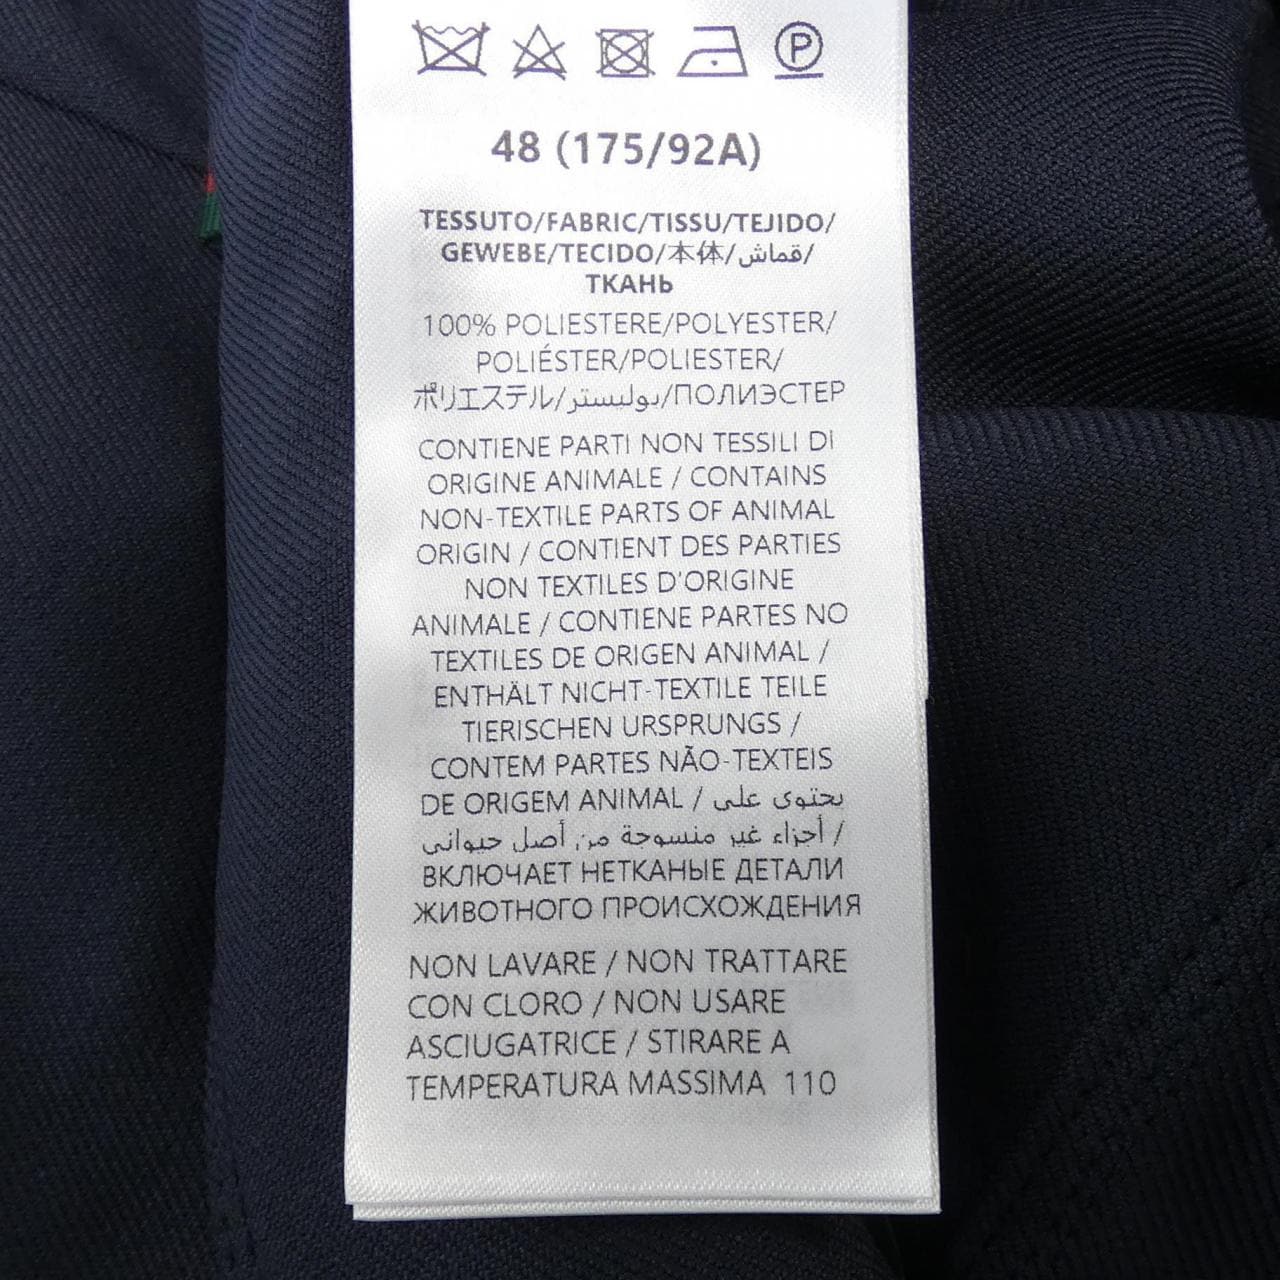 P
48 (175/92A)
TESSUTO/FABRIC/TISSU/TEJIDO/
GEWEBE/TECIDO/本体/قماش/
ТКАНЬ
100% POLIESTERE/POLYESTER/
POLIÉSTER/POLIESTER/
ポリエステル/بوليستر/ПОЛИЭСТЕР
CONTIENE PARTI NON TESSILI DI
ORIGINE ANIMALE / CONTAINS
NON-TEXTILE PARTS OF ANIMAL
ORIGIN / CONTIENT DES PARTIES
NON TEXTILES D'ORIGINE
ANIMALE / CONTIENE PARTES NO
TEXTILES DE ORIGEN ANIMAL /
ENTHÄLT NICHT-TEXTILE TEILE
TIERISCHEN URSPRUNGS /
CONTEM PARTES NÃO-TEXTEIS
DE ORIGEM ANIMAL / يحتوى على
أجزاء غير منسوجة من أصل حيوانى /
ВКЛЮЧАЕТ НЕТКАНЫЕ ДЕТАЛИ
ЖИВОТНОГО ПРОИСХОЖДЕНИЯ
NON LAVARE / NON TRATTARE
CON CLORO / NON USARE
ASCIUGATRICE / STIRARE A
TEMPERATURA MASSIMA 110